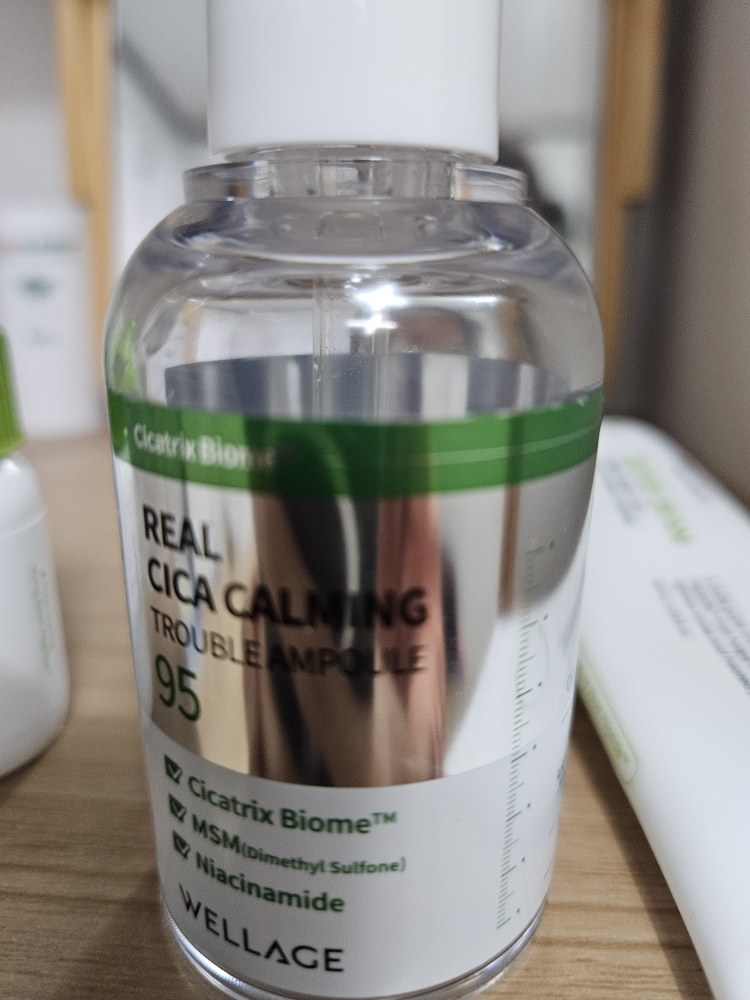 Cicatrix Biome
REAL
CICA CALMING
TROUBLE AMPOULE
95
Cicatrix Biome™
MSM(Dimethyl Sulfone)
Niacinamide
WELLAGE